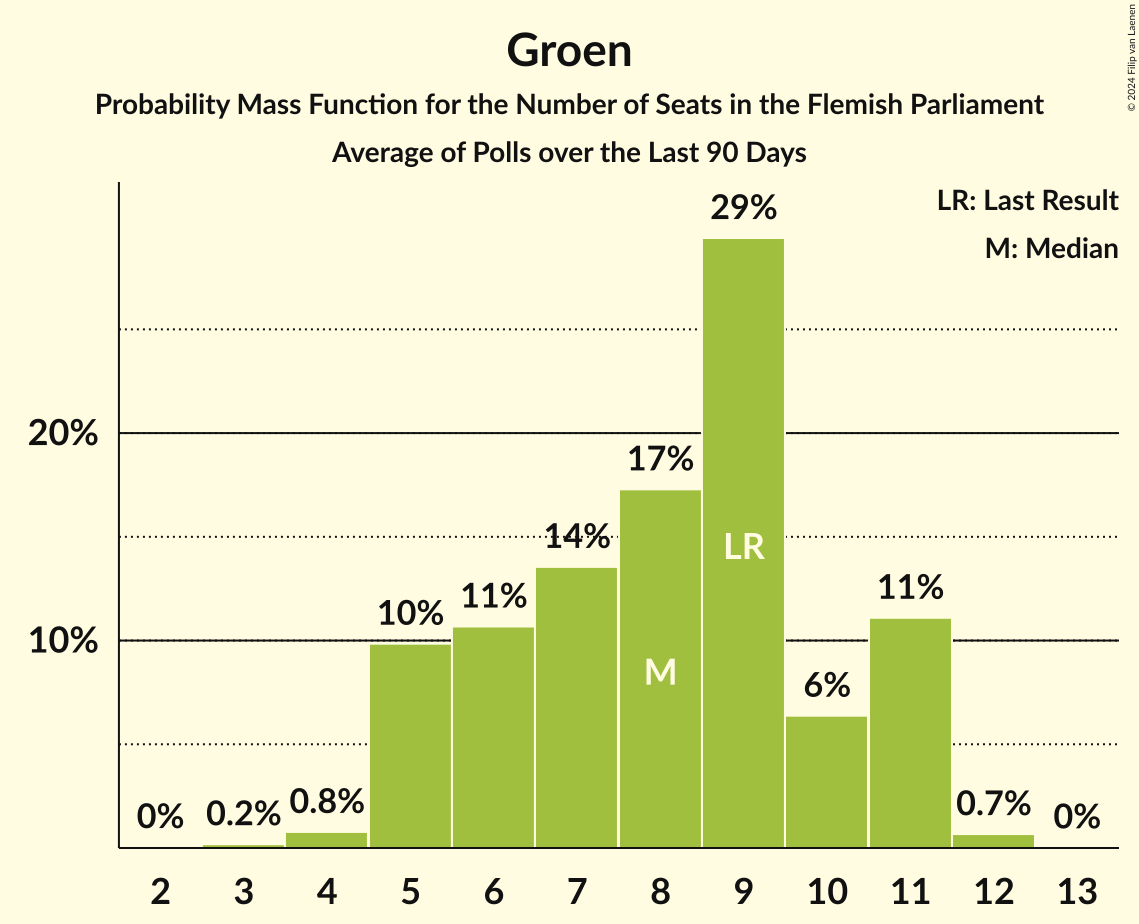 Groen
Probability Mass Function for the Number of Seats in the Flemish Parliament
Average of Polls over the Last 90 Days
© 2024 Filip van Laenen
LR: Last Result
M: Median
20%
10%
0%
0.2%
0.8%
10%
11%
14%
17%
29%
6%
11%
0.7%
0%
M
LR
2 3 4 5 6 7 8 9 10 11 12 13